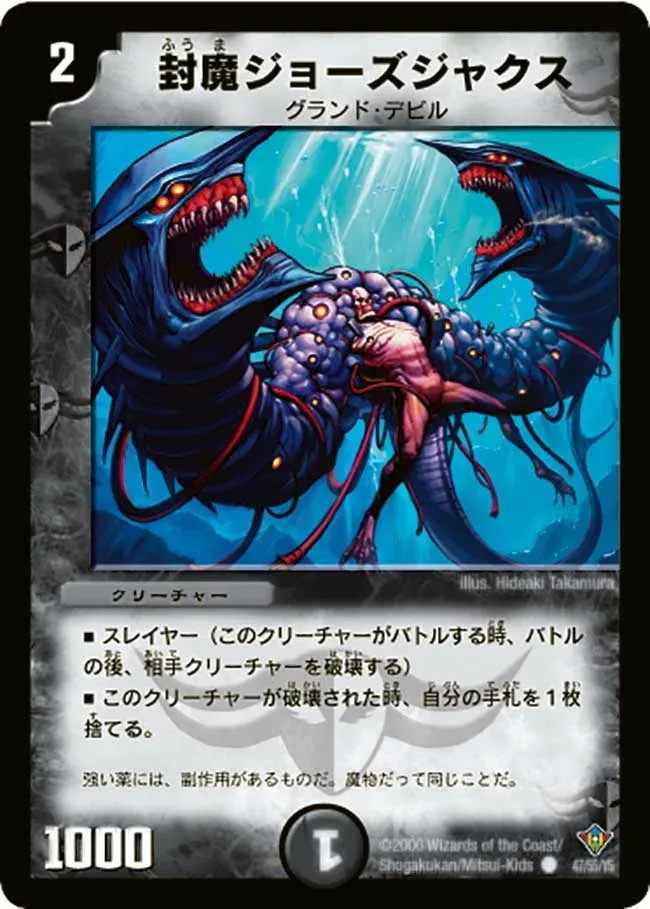 2
ふう ま
封魔ジョーズジャクス
グランド・デビル
illus. Hideaki Takamura
クリーチャー
■ スレイヤー（このクリーチャーがバトルする時、バトル
の後、相手クリーチャーを破壊する）
■ このクリーチャーが破壊された時、自分の手札を１枚
捨てる。
強い薬には、副作用があるものだ。魔物だって同じことだ。
1000
1
©2006 Wizards of the Coast/
Shogakukan/Mitsui-Kids
47/55/Y5